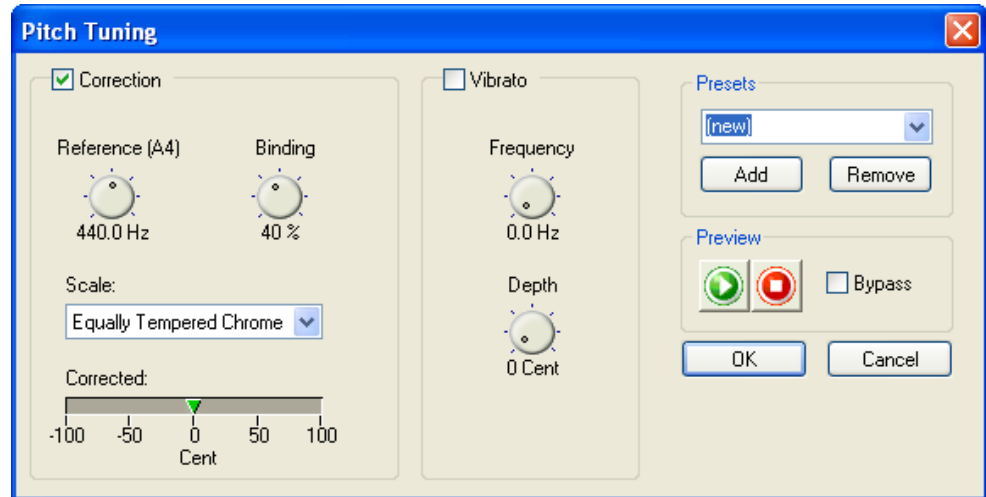 Pitch Tuning
Correction
Reference (A4) Binding
440.0 Hz 40 %
Scale:
Equally Tempered Chrome
Corrected:
-100 -50 0 50 100
Cent
Vibrato
Frequency
0.0 Hz
Depth
0 Cent
Presets
(new)
Add Remove
Preview
Bypass
OK Cancel